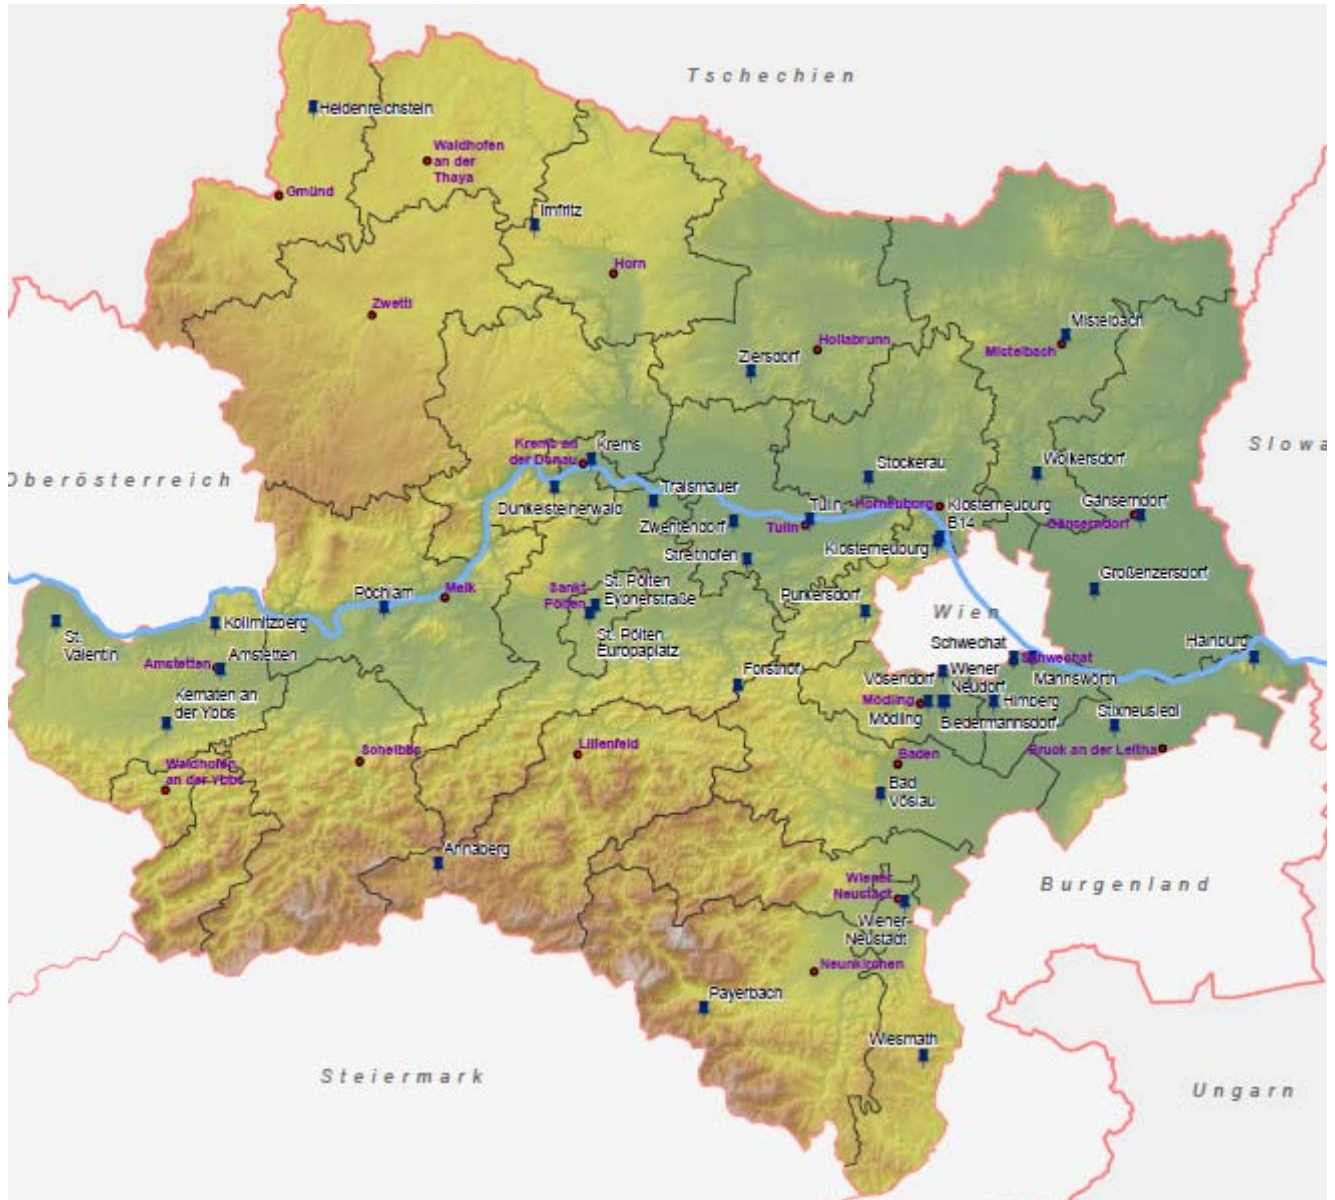 Tschechien
Heidenreichstein
Waldhofen
an der
Thaya
Gmünd
Irnfritz
Horn
Zwettl
Mistelbach
Hollabrunn
Mistelbach
Ziersdorf
Krems an
der Donau
Krems
Slowa
Oberösterreich
Stockerau
Wolkersdorf
Dunkelsteinerwald
Traismauer
Tulln
Korneuburg
Klosterneuburg
B14
Gänserndorf
Gänserndorf
Zwentendorf
Tulln
Klosterneuburg
Streithofen
Pöchlarn
Melk
Sankt
Pölten
St. Pölten
Eybnerstraße
Purkersdorf
Wien
Großenzersdorf
St.
Valentin
Kollmitzberg
St. Pölten
Europaplatz
Schwechat
Hainburg
Amstetten
Amstetten
Forsthof
Vösendorf
Wiener
Neudorf
Schwechat
Mannswörth
Kematen an
der Ybbs
Mödling
Mödling
Biedermannsdorf
Himberg
Stixneusiedl
Scheibbs
Lilienfeld
Baden
Bruck an der Leitha
Waidhofen
an der Ybbs
Bad
Vöslau
Annaberg
Wiener
Neustadt
Burgenland
Wiener-
Neustadt
Neunkirchen
Payerbach
Wiesmath
Steiermark
Ungarn